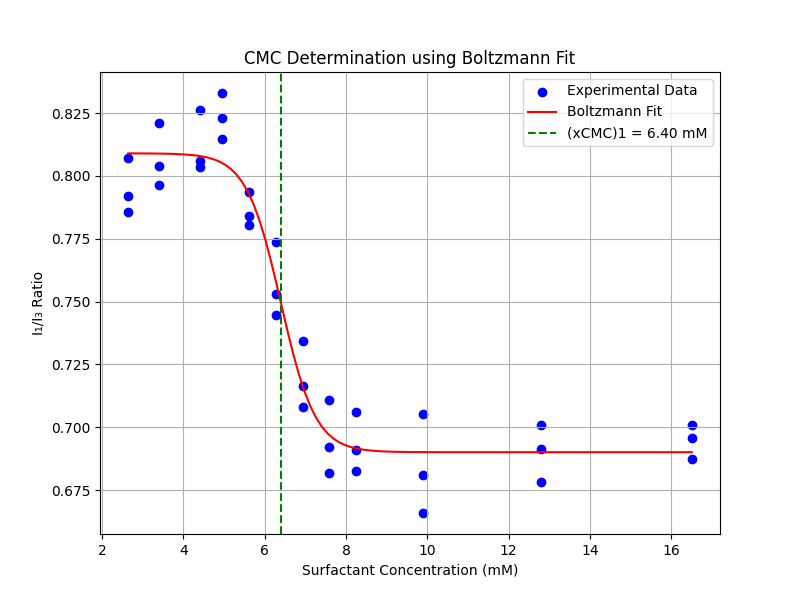 CMC Determination using Boltzmann Fit
Experimental Data
Boltzmann Fit
(xCMC)1 = 6.40 mM
I₁/I₃ Ratio
0.825
0.800
0.775
0.750
0.725
0.700
0.675
2 4 6 8 10 12 14 16
Surfactant Concentration (mM)